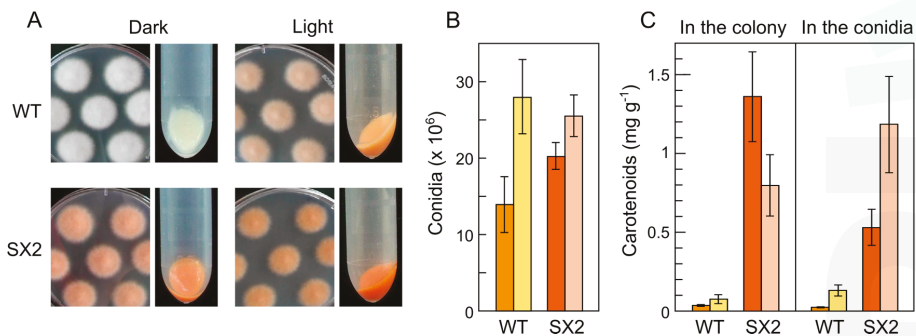 A
Dark
Light
WT
SX2
B
Conidia (x 10⁶)
30
20
10
0
WT
SX2
C
In the colony
In the conidia
Carotenoids (mg g⁻¹)
1.5
1
0.5
0
WT
SX2
WT
SX2